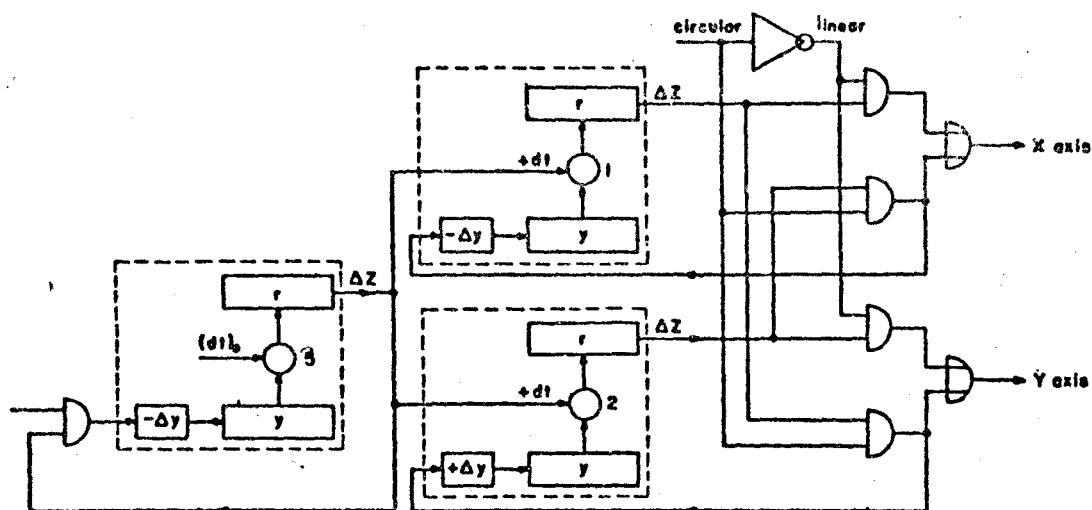 circular
linear
r
ΔZ
+dt
1
X axis
-Δy
y
r
ΔZ
(dt)₀
3
-Δy
y
r
ΔZ
+dt
2
Y axis
+Δy
y